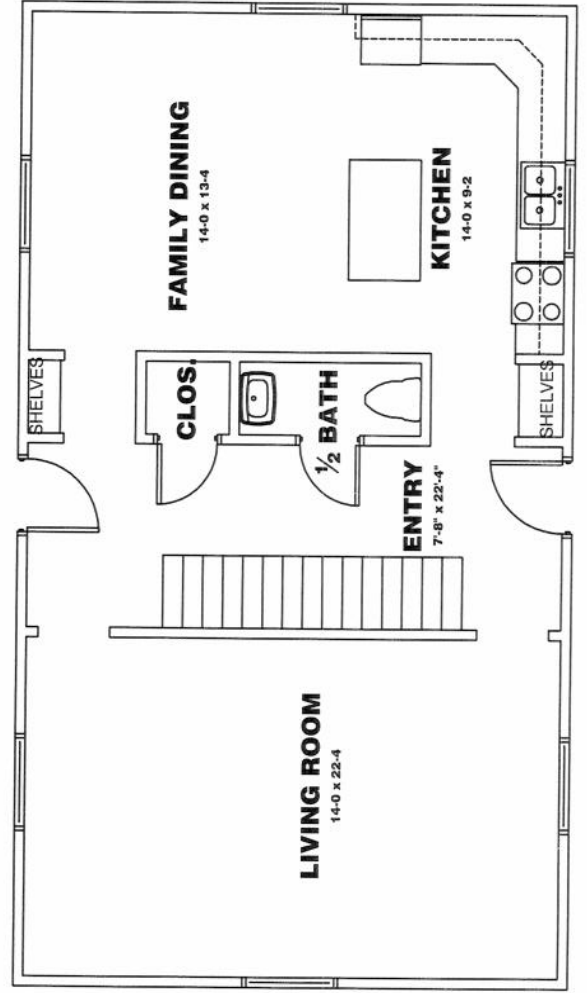 SHELVES
FAMILY DINING
14-0 x 13-4
KITCHEN
14-0 x 9-2
CLOS.
½ BATH
SHELVES
ENTRY
7'-8" x 22'-4"
LIVING ROOM
14-0 x 22-4